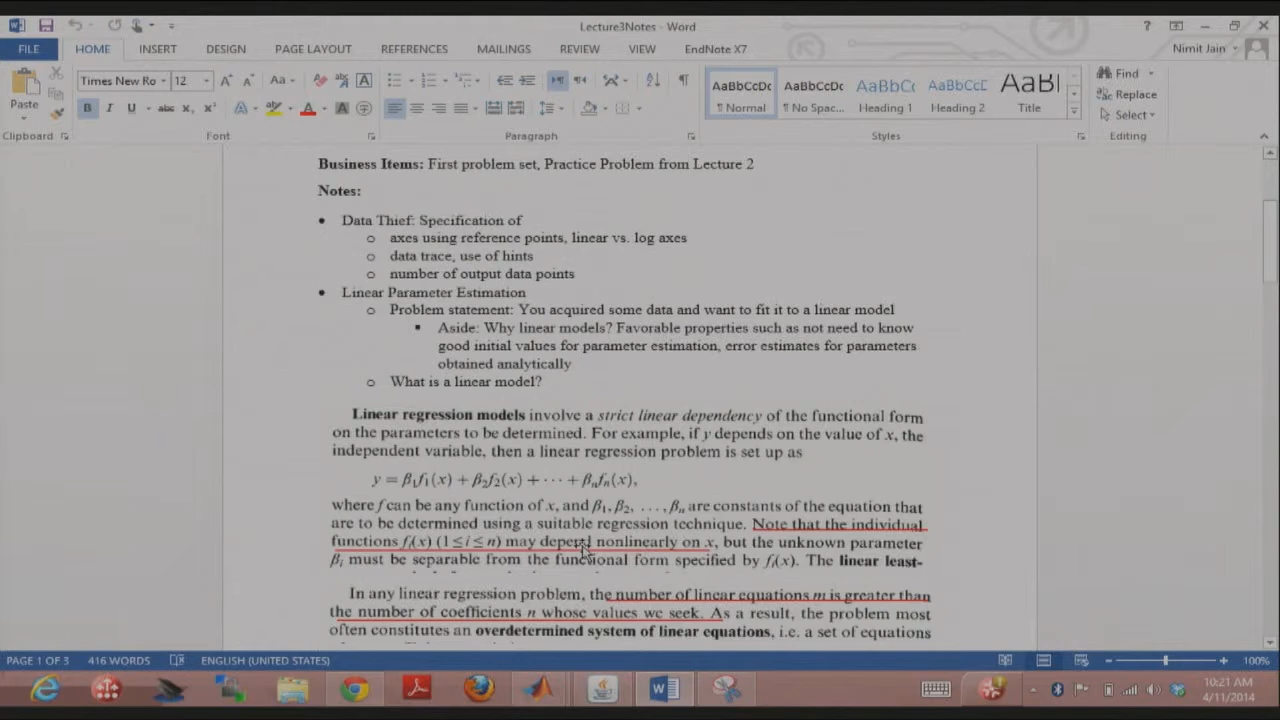 Lecture3Notes - Word
FILE HOME INSERT DESIGN PAGE LAYOUT REFERENCES MAILINGS REVIEW VIEW EndNote X7 Nimit Jain
Paste Times New Ro 12 AaBbCcDc AaBbCcDc AaBbCc AaBbCcD AaBl Find
Replace
¶ Normal ¶ No Spac... Heading 1 Heading 2 Title Select
Clipboard Font Paragraph Styles Editing
Business Items: First problem set, Practice Problem from Lecture 2
Notes:
• Data Thief: Specification of
o axes using reference points, linear vs. log axes
o data trace, use of hints
o number of output data points
• Linear Parameter Estimation
o Problem statement: You acquired some data and want to fit it to a linear model
▪ Aside: Why linear models? Favorable properties such as not need to know
good initial values for parameter estimation, error estimates for parameters
obtained analytically
o What is a linear model?
Linear regression models involve a strict linear dependency of the functional form
on the parameters to be determined. For example, if y depends on the value of x, the
independent variable, then a linear regression problem is set up as
y = β₁f₁(x) + β₂f₂(x) + ··· + βₙfₙ(x),
where f can be any function of x, and β₁, β₂, ..., βₙ are constants of the equation that
are to be determined using a suitable regression technique. Note that the individual
functions fᵢ(x) (1 ≤ i ≤ n) may depend nonlinearly on x, but the unknown parameter
βᵢ must be separable from the functional form specified by fᵢ(x). The linear least-
In any linear regression problem, the number of linear equations m is greater than
the number of coefficients n whose values we seek. As a result, the problem most
often constitutes an overdetermined system of linear equations, i.e. a set of equations
PAGE 1 OF 3 416 WORDS ENGLISH (UNITED STATES) 100%
10:21 AM
4/11/2014